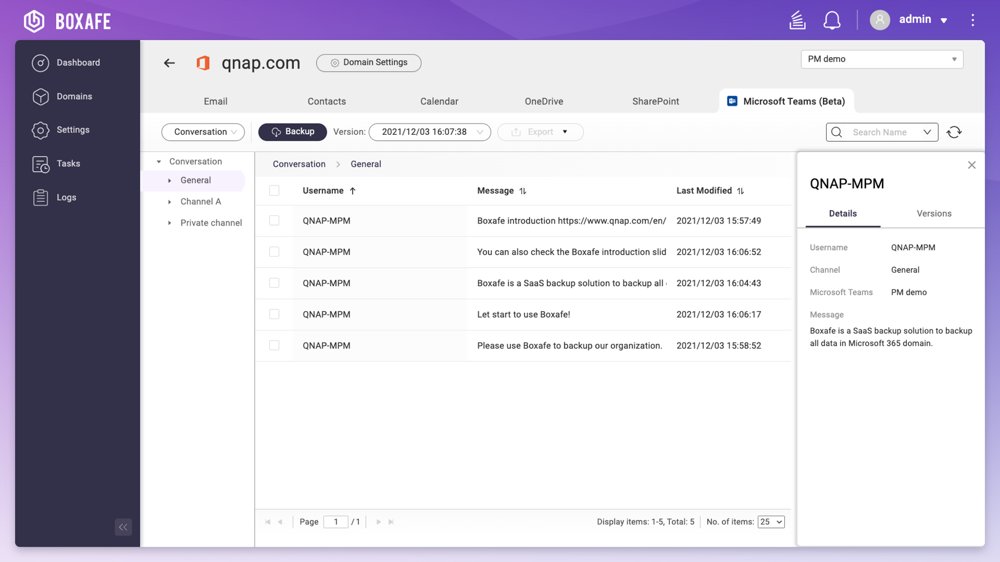 BOXAFE
admin
Dashboard
Domains
Settings
Tasks
Logs
qnap.com
Domain Settings
PM demo
Email
Contacts
Calendar
OneDrive
SharePoint
Microsoft Teams (Beta)
Conversation
Backup
Version:
2021/12/03 16:07:38
Export
Search Name
Conversation
General
Channel A
Private channel
Conversation
General
Username
Message
Last Modified
QNAP-MPM
Boxafe introduction https://www.qnap.com/en/
2021/12/03 15:57:49
QNAP-MPM
You can also check the Boxafe introduction slid
2021/12/03 16:06:52
QNAP-MPM
Boxafe is a SaaS backup solution to backup all
2021/12/03 16:04:43
QNAP-MPM
Let start to use Boxafe!
2021/12/03 16:06:17
QNAP-MPM
Please use Boxafe to backup our organization.
2021/12/03 15:58:52
Page 1 / 1
Display items: 1-5, Total: 5
No. of items: 25
QNAP-MPM
Details
Versions
Username
QNAP-MPM
Channel
General
Microsoft Teams
PM demo
Message
Boxafe is a SaaS backup solution to backup
all data in Microsoft 365 domain.